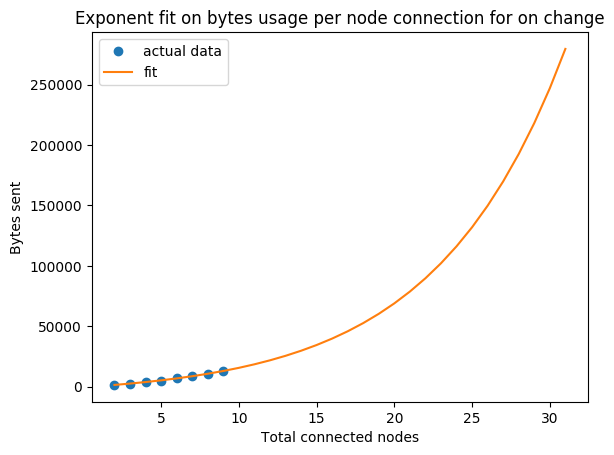 Exponent fit on bytes usage per node connection for on change
actual data
fit
250000
200000
150000
100000
50000
0
Bytes sent
5
10
15
20
25
30
Total connected nodes